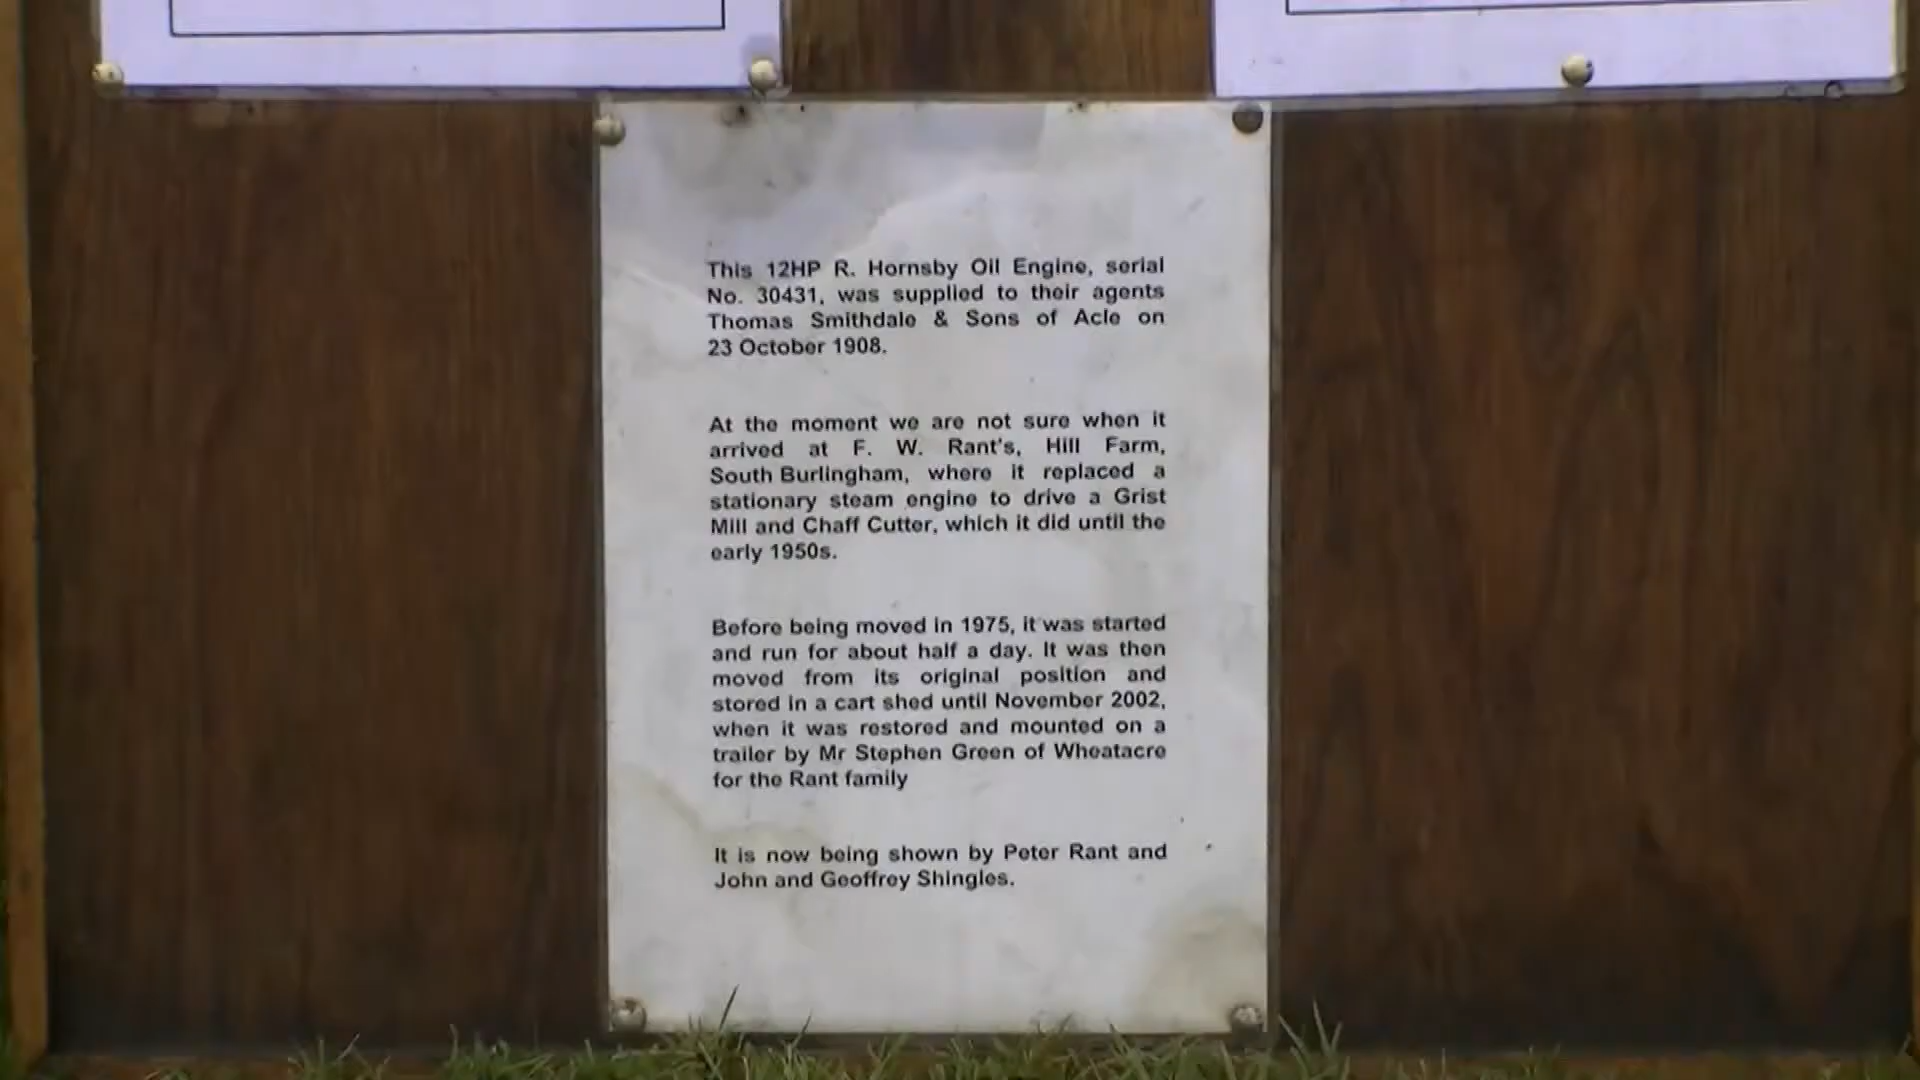 This 12HP R. Hornsby Oil Engine, serial
No. 30431, was supplied to their agents
Thomas Smithdale & Sons of Acle on
23 October 1908.
At the moment we are not sure when it
arrived at F. W. Rant's, Hill Farm,
South Burlingham, where it replaced a
stationary steam engine to drive a Grist
Mill and Chaff Cutter, which it did until the
early 1950s.
Before being moved in 1975, it was started
and run for about half a day. It was then
moved from its original position and
stored in a cart shed until November 2002,
when it was restored and mounted on a
trailer by Mr Stephen Green of Wheatacre
for the Rant family
It is now being shown by Peter Rant and
John and Geoffrey Shingles.